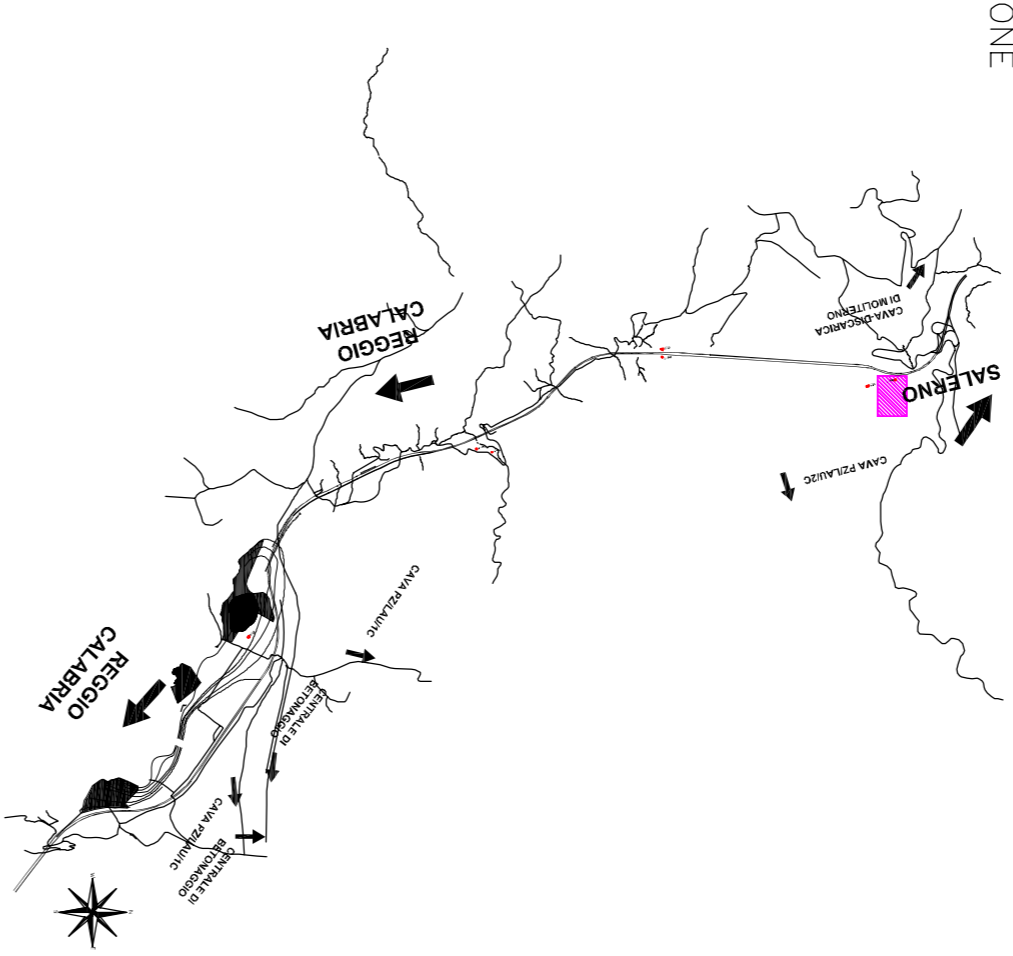 ONE
REGGIO
CALABRIA
CAVA-DISCARICA
DI MOLITERNO
SALERNO
CAVA PZ/LAU/2C
CAVA PZ/LAU/1C
REGGIO
CALABRIA
CENTRALE DI
BETONAGGIO
CAVA PZ/LAU/1C
CENTRALE DI
BETONAGGIO